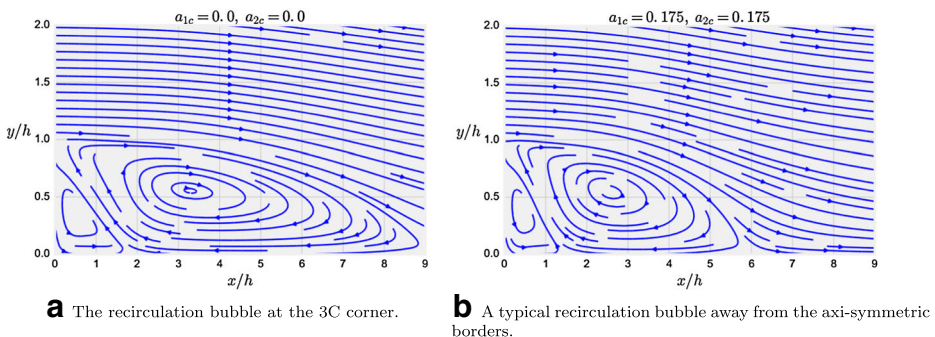 a₁c = 0.0, a₂c = 0.0
2.0
1.5
y/h 1.0
0.5
0.0
0 1 2 3 4 5 6 7 8 9
x/h
a The recirculation bubble at the 3C corner.
a₁c = 0.175, a₂c = 0.175
2.0
1.5
y/h 1.0
0.5
0.0
0 1 2 3 4 5 6 7 8 9
x/h
b A typical recirculation bubble away from the axi-symmetric
borders.